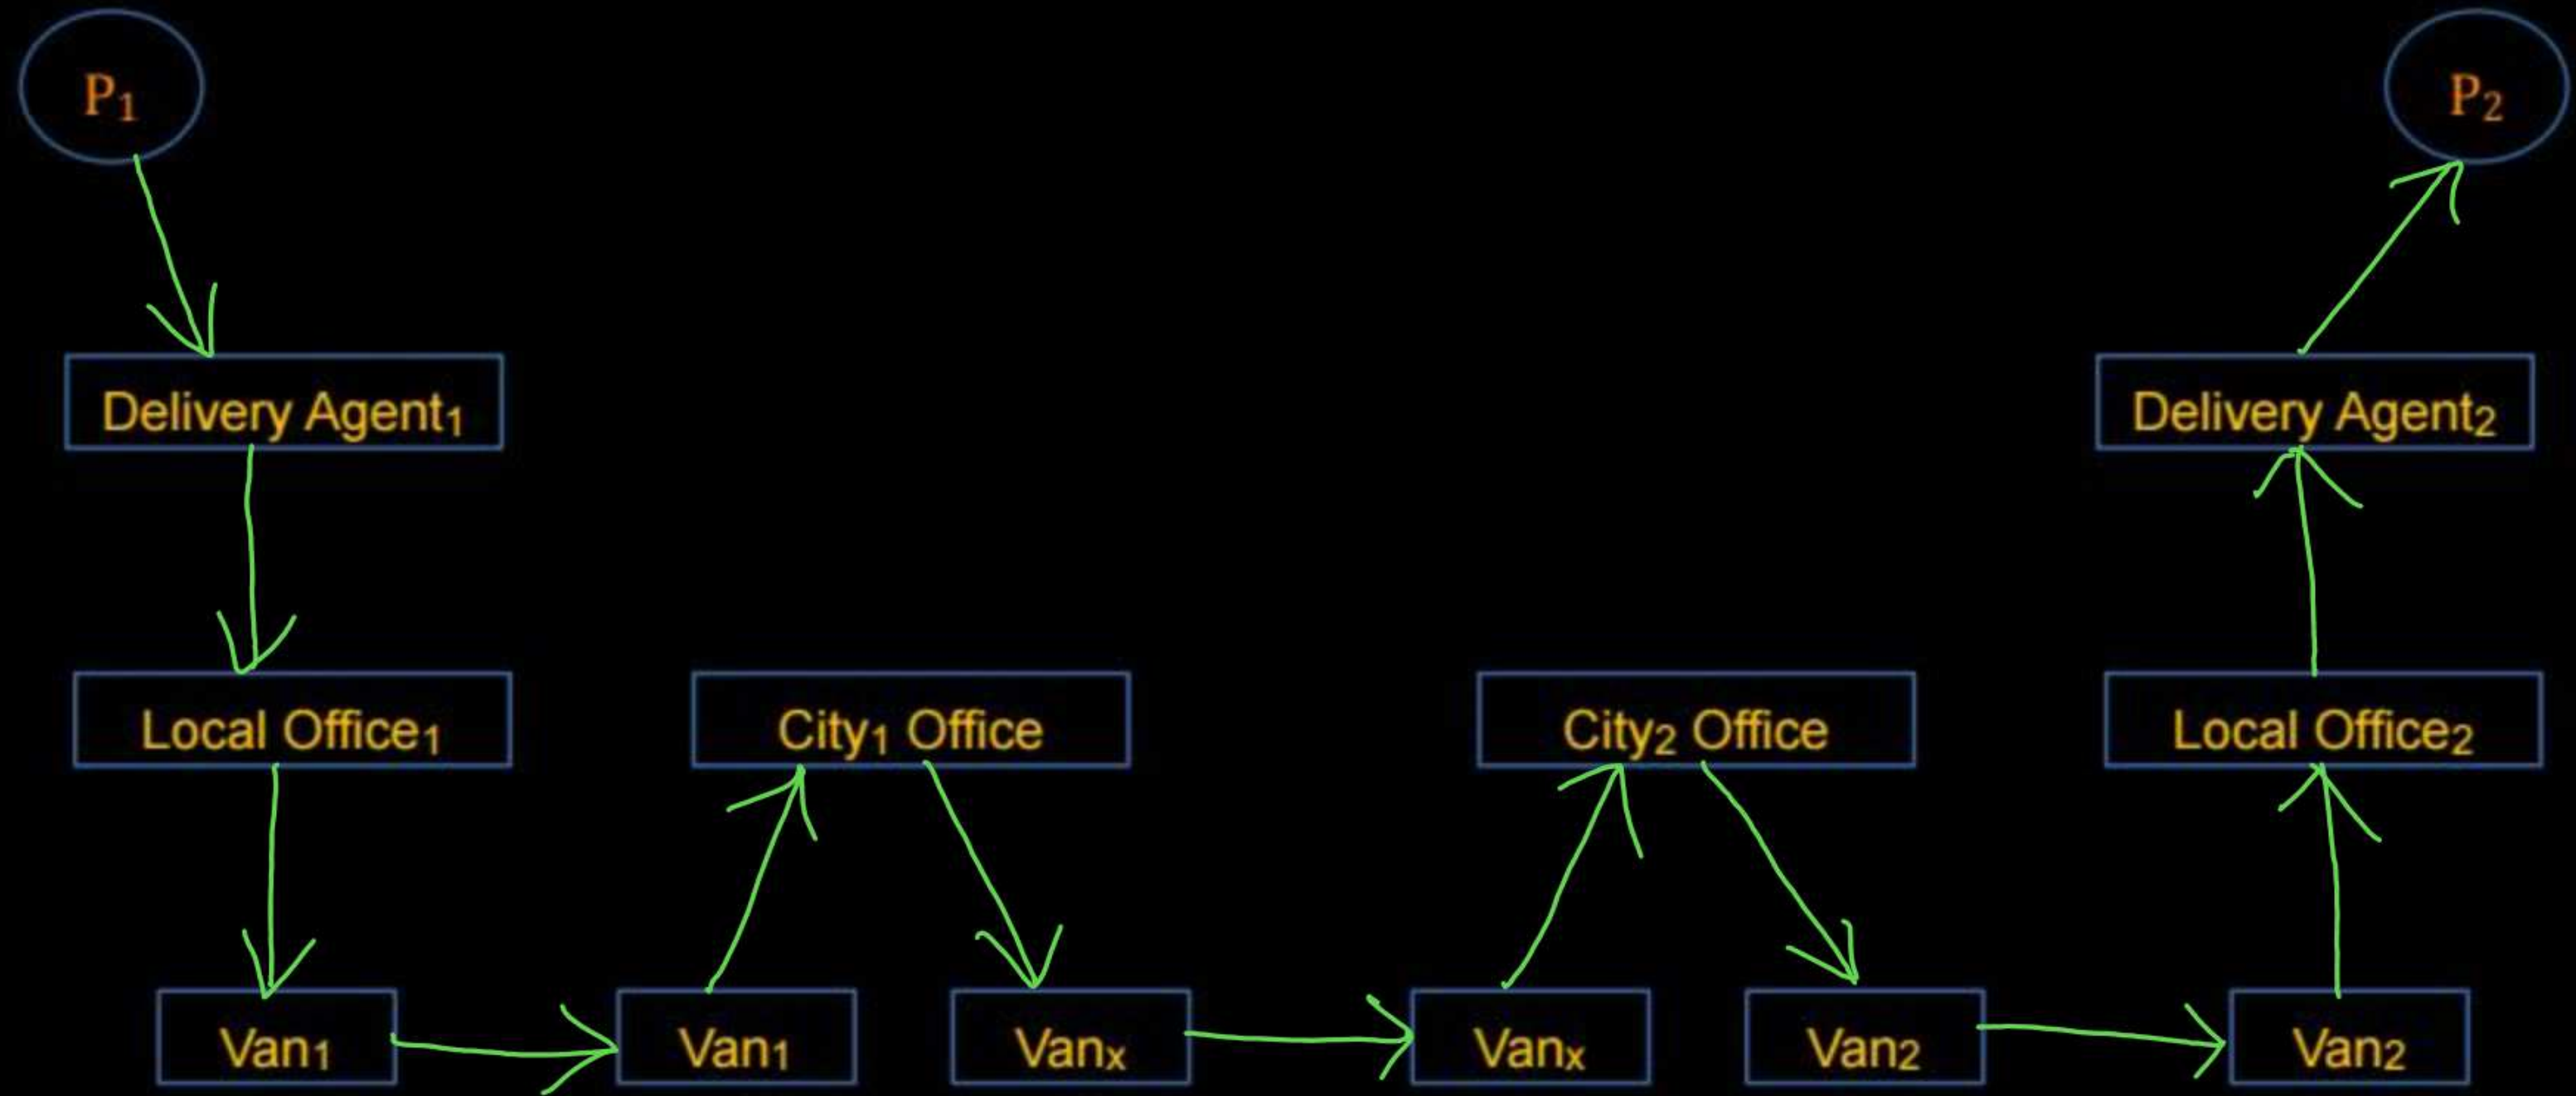 P₁
P₂
Delivery Agent₁
Delivery Agent₂
Local Office₁
City₁ Office
City₂ Office
Local Office₂
Van₁
Van₁
Vanₓ
Vanₓ
Van₂
Van₂